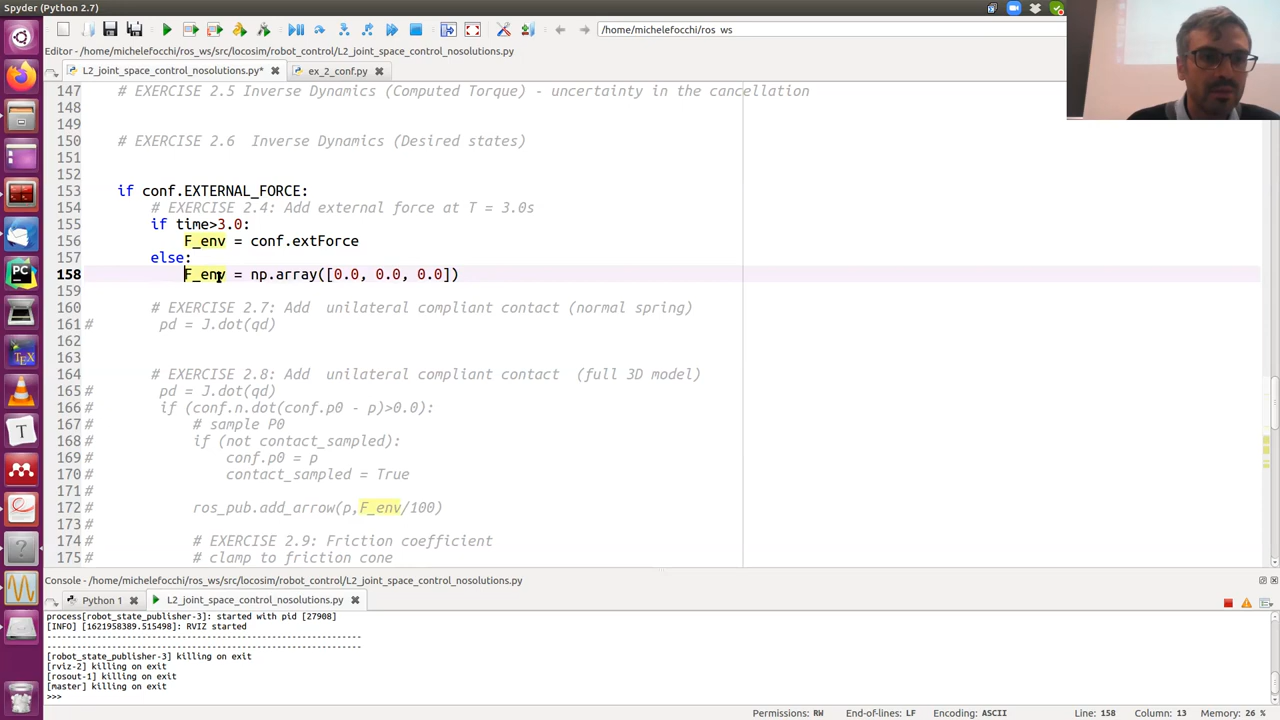 Spyder (Python 2.7)
/home/michelefocchi/ros_ws
Editor - /home/michelefocchi/ros_ws/src/locosim/robot_control/L2_joint_space_control_nosolutions.py
L2_joint_space_control_nosolutions.py* ex_2_conf.py
147 # EXERCISE 2.5 Inverse Dynamics (Computed Torque) - uncertainty in the cancellation
148
149
150 # EXERCISE 2.6  Inverse Dynamics (Desired states)
151
152
153 if conf.EXTERNAL_FORCE:
154 # EXERCISE 2.4: Add external force at T = 3.0s
155 if time>3.0:
156 F_env = conf.extForce
157 else:
158 F_env = np.array([0.0, 0.0, 0.0])
159
160 # EXERCISE 2.7: Add  unilateral compliant contact (normal spring)
161# pd = J.dot(qd)
162
163
164 # EXERCISE 2.8: Add  unilateral compliant contact  (full 3D model)
165# pd = J.dot(qd)
166# if (conf.n.dot(conf.p0 - p)>0.0):
167# # sample P0
168# if (not contact_sampled):
169# conf.p0 = p
170# contact_sampled = True
171#
172# ros_pub.add_arrow(p,F_env/100)
173#
174# # EXERCISE 2.9: Friction coefficient
175# # clamp to friction cone
Console - /home/michelefocchi/ros_ws/src/locosim/robot_control/L2_joint_space_control_nosolutions.py
Python 1 L2_joint_space_control_nosolutions.py
process[robot_state_publisher-3]: started with pid [27908]
[INFO] [1621958389.515498]: RVIZ started
----------------------------------------------------------------
----------------------------------------------------------------
[robot_state_publisher-3] killing on exit
[rviz-2] killing on exit
[rosout-1] killing on exit
[master] killing on exit
>>>
Permissions: RW End-of-lines: LF Encoding: ASCII Line: 158 Column: 13 Memory: 26 %